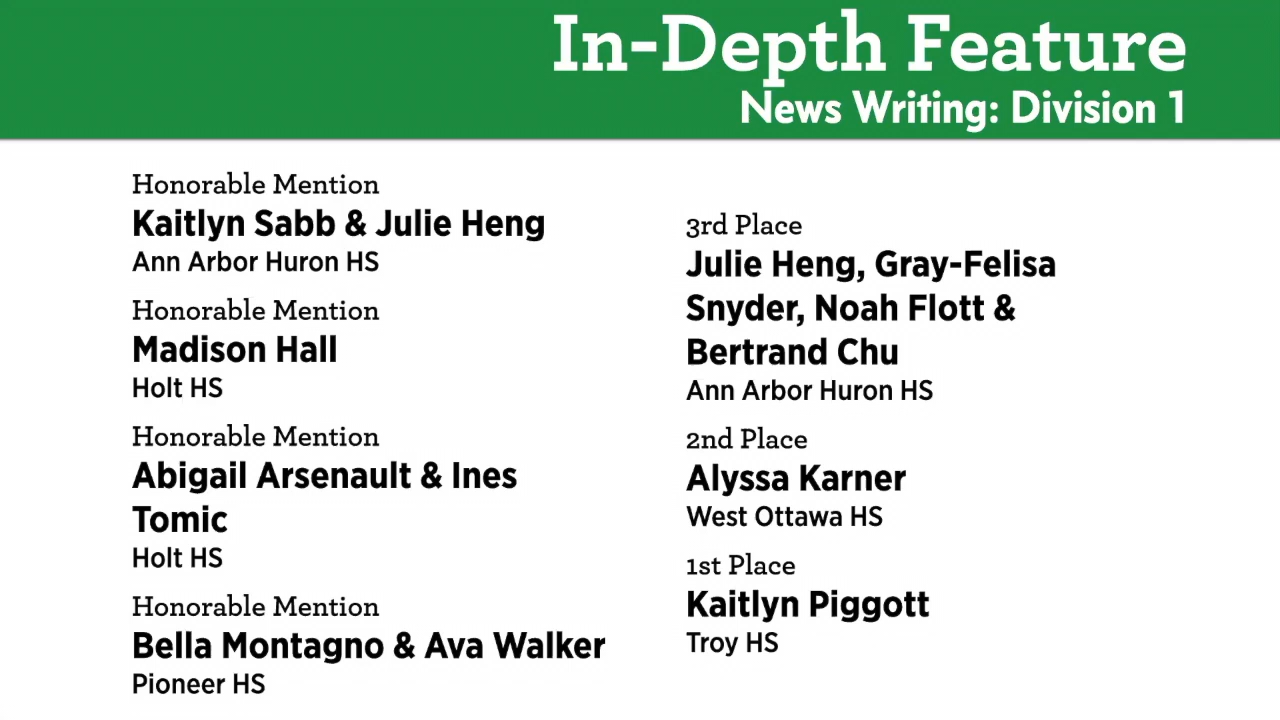 In-Depth Feature
News Writing: Division 1
Honorable Mention
Kaitlyn Sabb & Julie Heng
Ann Arbor Huron HS
Honorable Mention
Madison Hall
Holt HS
Honorable Mention
Abigail Arsenault & Ines
Tomic
Holt HS
Honorable Mention
Bella Montagno & Ava Walker
Pioneer HS
3rd Place
Julie Heng, Gray-Felisa
Snyder, Noah Flott &
Bertrand Chu
Ann Arbor Huron HS
2nd Place
Alyssa Karner
West Ottawa HS
1st Place
Kaitlyn Piggott
Troy HS